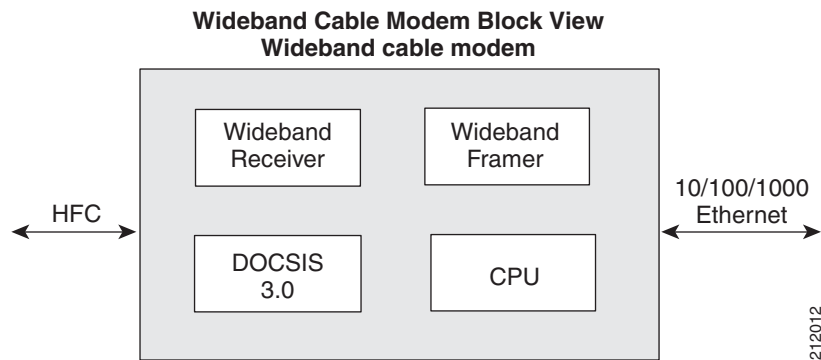 Wideband Cable Modem Block View
Wideband cable modem
Wideband
Receiver
Wideband
Framer
HFC
10/100/1000
Ethernet
DOCSIS
3.0
CPU
212012